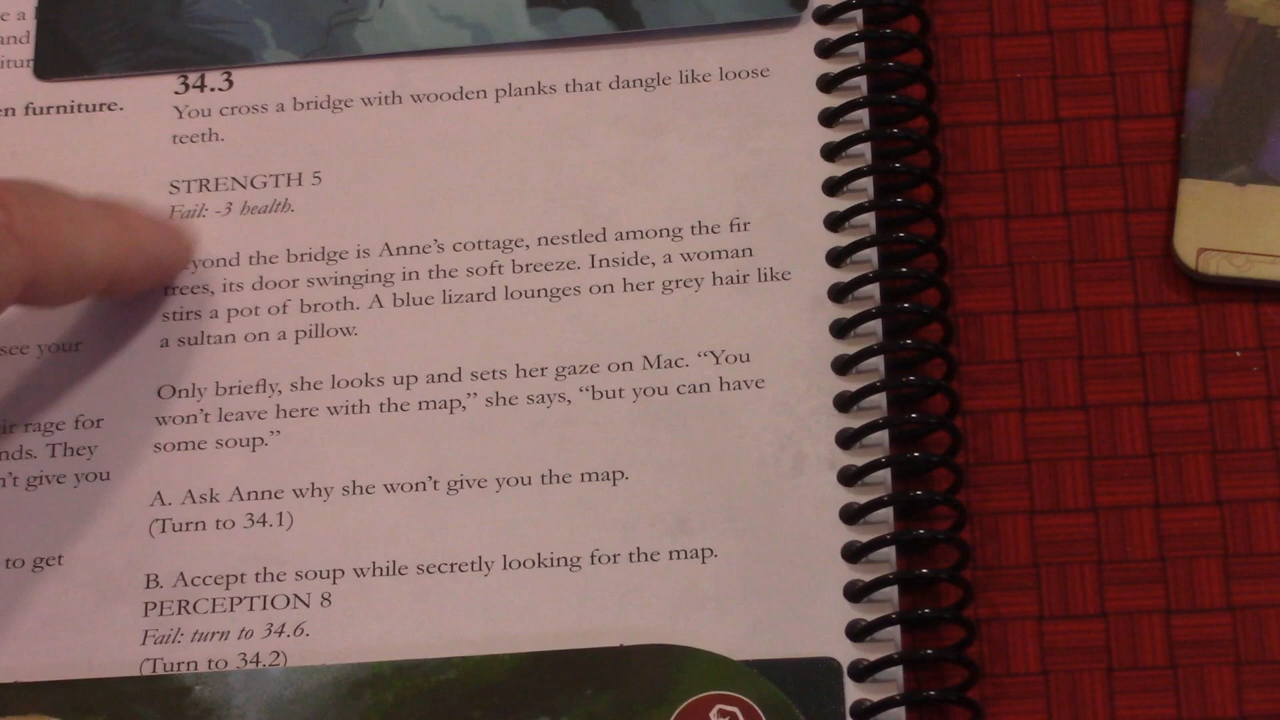 e a
and
itur
n furniture.
see your
ir rage for
nds. They
n't give you
to get
34.3
You cross a bridge with wooden planks that dangle like loose
teeth.
STRENGTH 5
Fail: -3 health.
yond the bridge is Anne's cottage, nestled among the fir
trees, its door swinging in the soft breeze. Inside, a woman
stirs a pot of broth. A blue lizard lounges on her grey hair like
a sultan on a pillow.
Only briefly, she looks up and sets her gaze on Mac. “You
won't leave here with the map,” she says, “but you can have
some soup.”
A. Ask Anne why she won't give you the map.
(Turn to 34.1)
B. Accept the soup while secretly looking for the map.
PERCEPTION 8
Fail: turn to 34.6.
(Turn to 34.2)